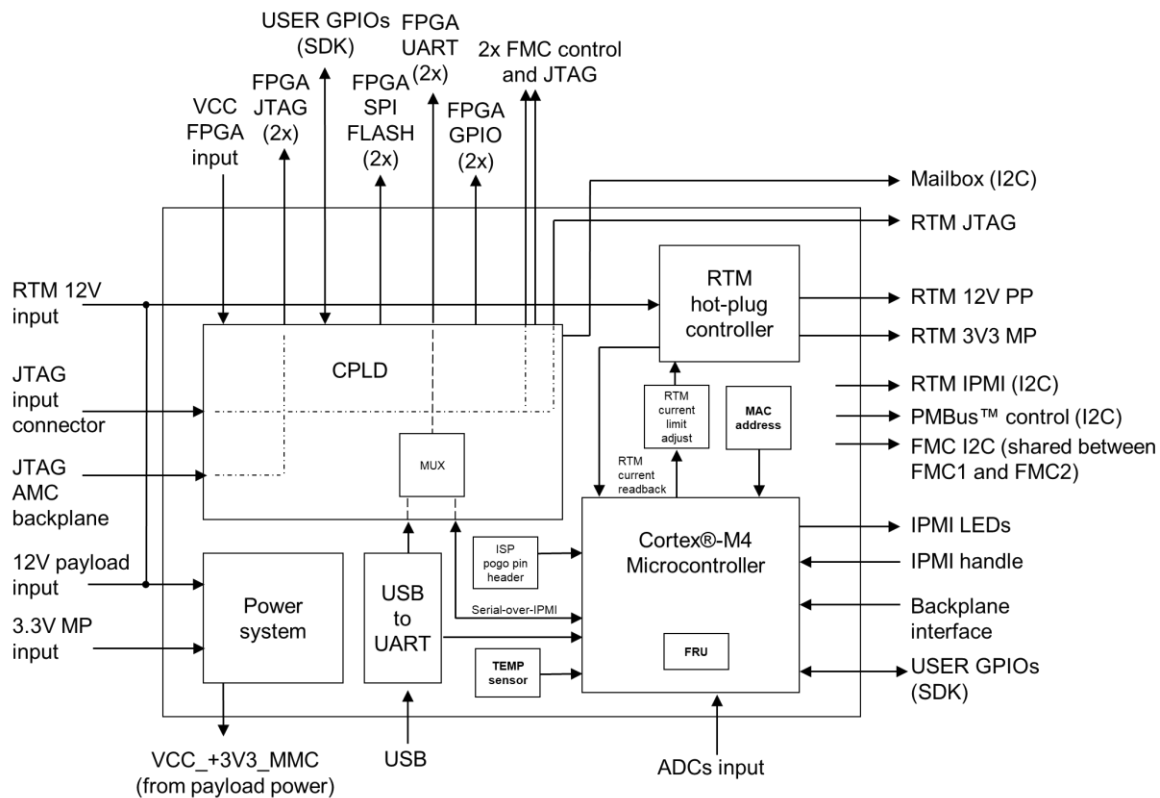 USER GPIOs
(SDK)
FPGA
UART
(2x)
2x FMC control
and JTAG
FPGA
JTAG
(2x)
FPGA
SPI
FLASH
(2x)
FPGA
GPIO
(2x)
VCC
FPGA
input
Mailbox (I2C)
RTM JTAG
RTM 12V
input
RTM
hot-plug
controller
RTM 12V PP
RTM 3V3 MP
CPLD
JTAG
input
connector
RTM
current
limit
adjust
MAC
address
RTM IPMI (I2C)
PMBus™ control (I2C)
FMC I2C (shared between
FMC1 and FMC2)
MUX
RTM
current
readback
JTAG
AMC
backplane
Cortex®-M4
Microcontroller
IPMI LEDs
IPMI handle
ISP
pogo pin
header
12V payload
input
Power
system
USB
to
UART
Serial-over-IPMI
Backplane
interface
3.3V MP
input
FRU
TEMP
sensor
USER GPIOs
(SDK)
VCC_+3V3_MMC
(from payload power)
USB
ADCs input